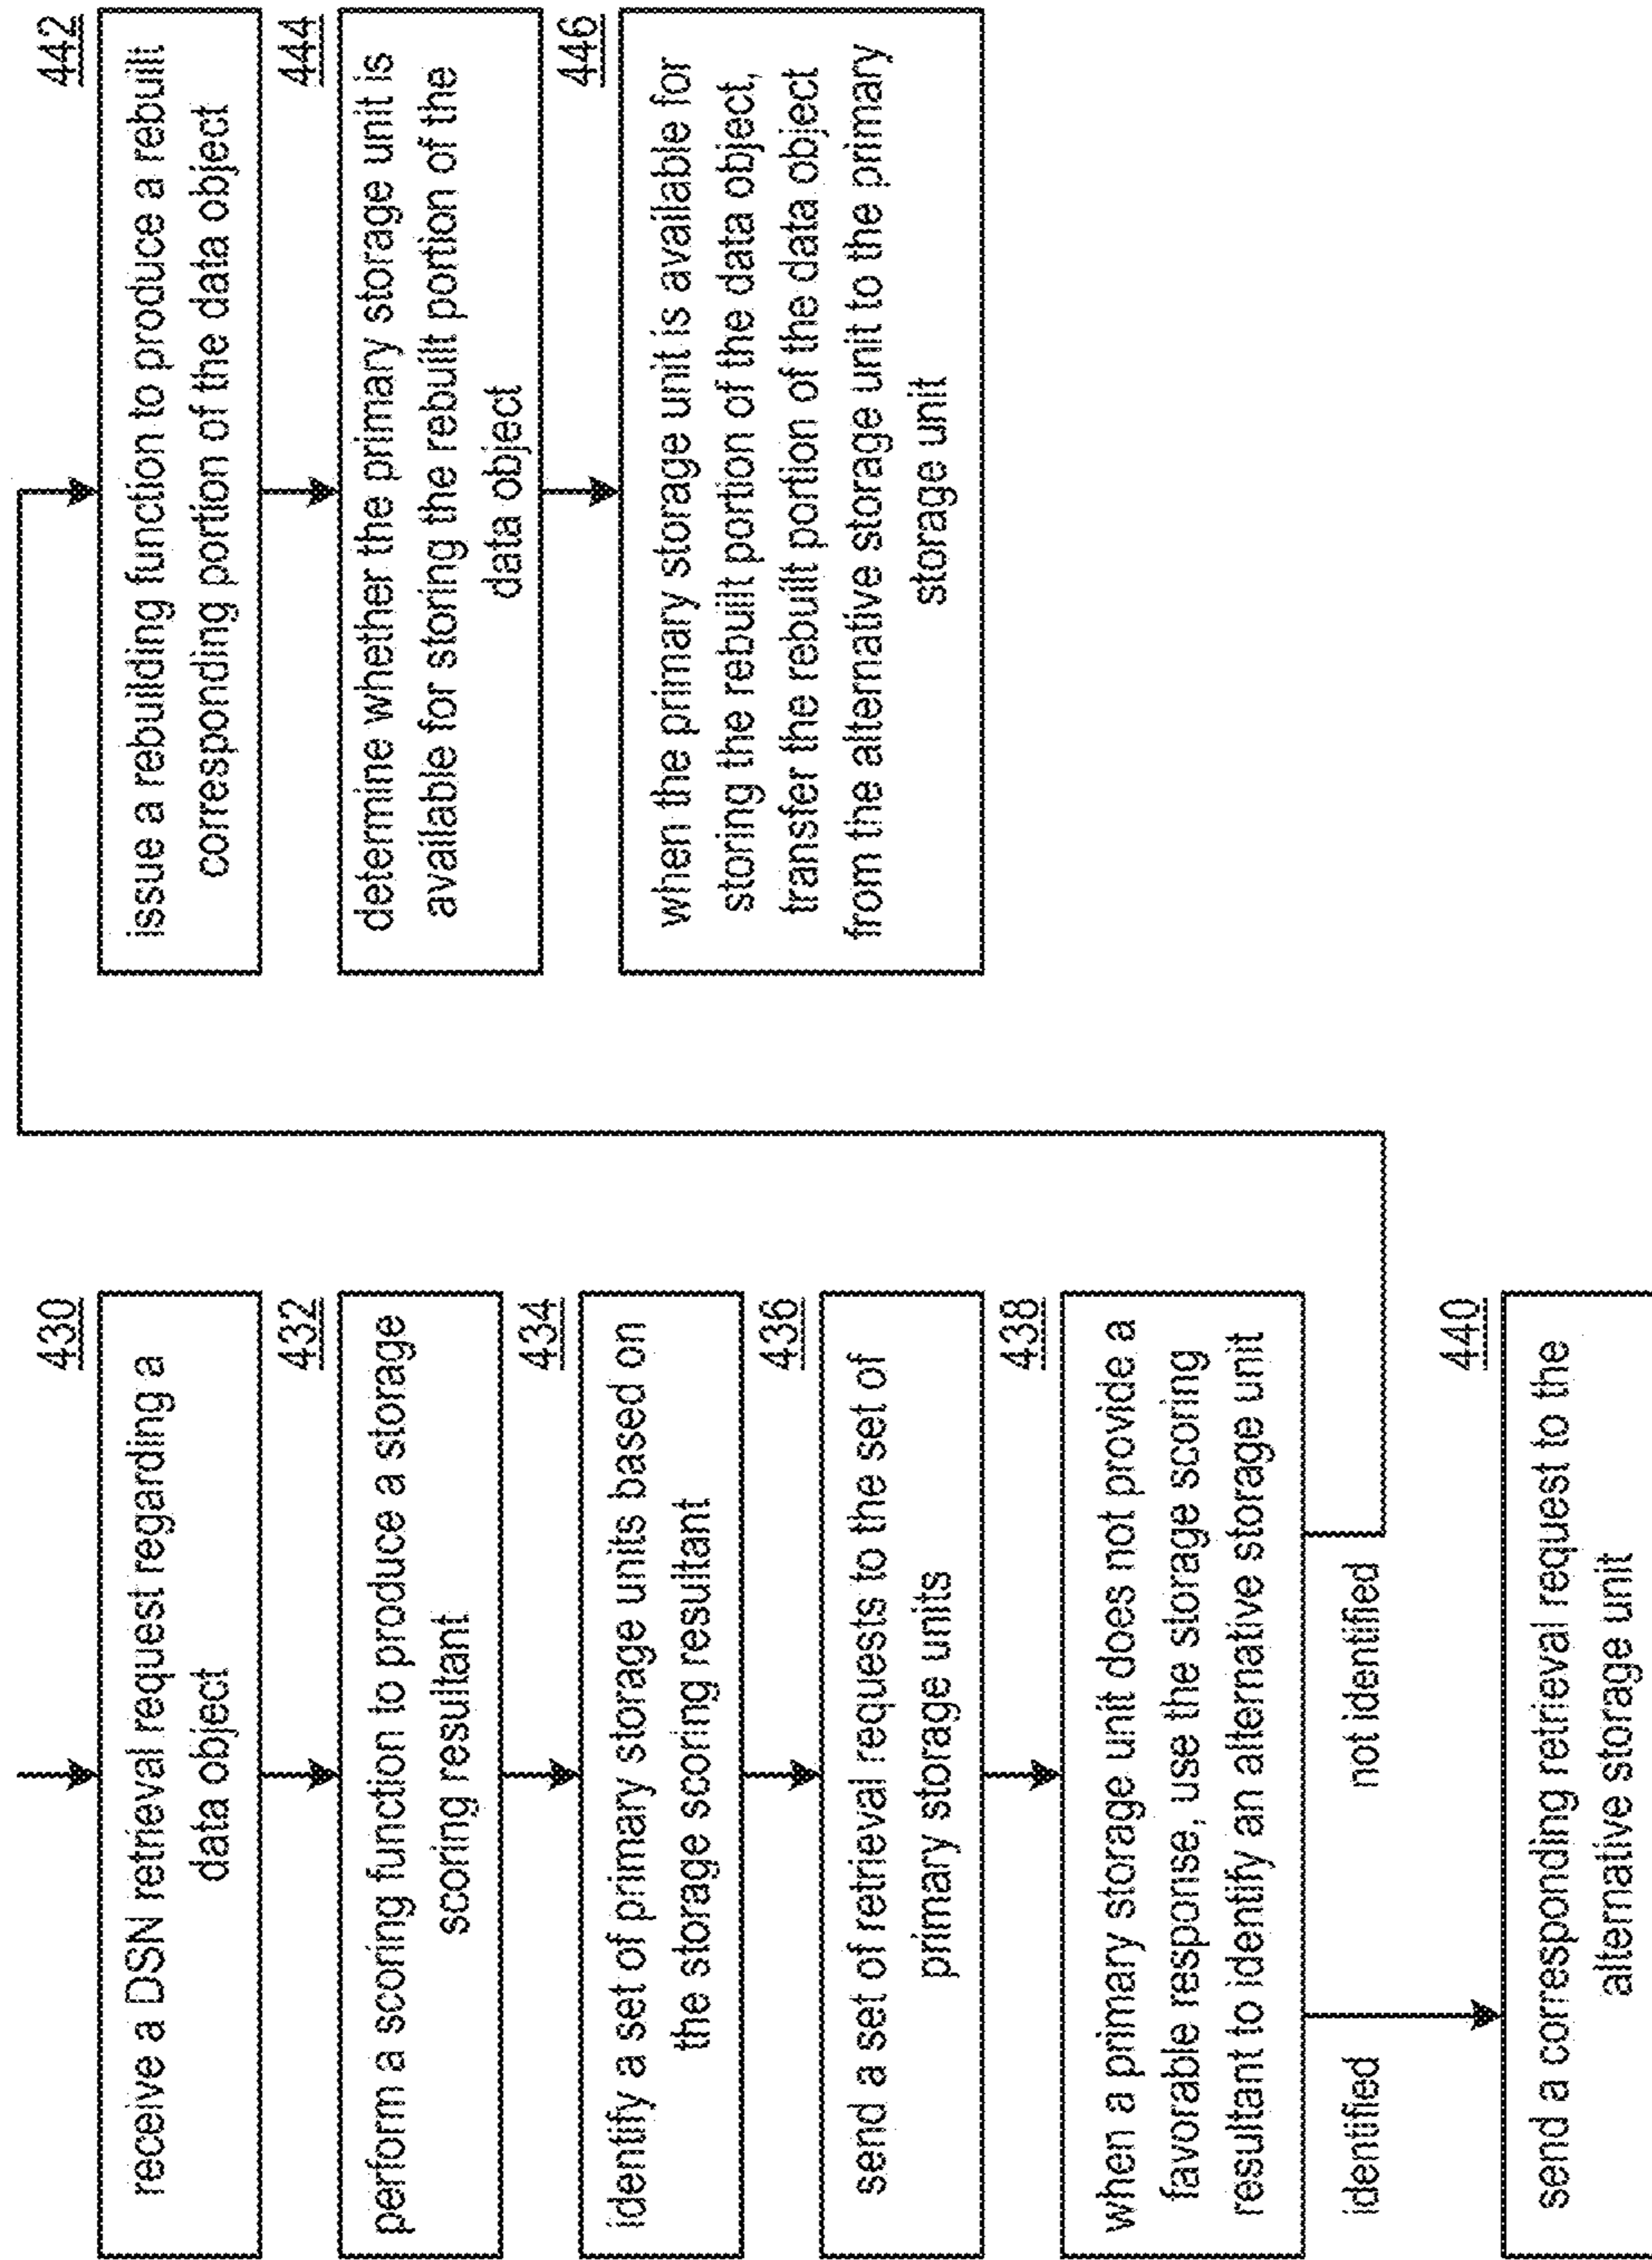 430
receive a DSN retrieval request regarding a
data object
432
perform a scoring function to produce a storage
scoring resultant
434
identify a set of primary storage units based on
the storage scoring resultant
436
send a set of retrieval requests to the set of
primary storage units
438
when a primary storage unit does not provide a
favorable response, use the storage scoring
resultant to identify an alternative storage unit
identified
not identified
440
send a corresponding retrieval request to the
alternative storage unit
442
issue a rebuilding function to produce a rebuilt
corresponding portion of the data object
444
determine whether the primary storage unit is
available for storing the rebuilt portion of the
data object
446
when the primary storage unit is available for
storing the rebuilt portion of the data object,
transfer the rebuilt portion of the data object
from the alternative storage unit to the primary
storage unit